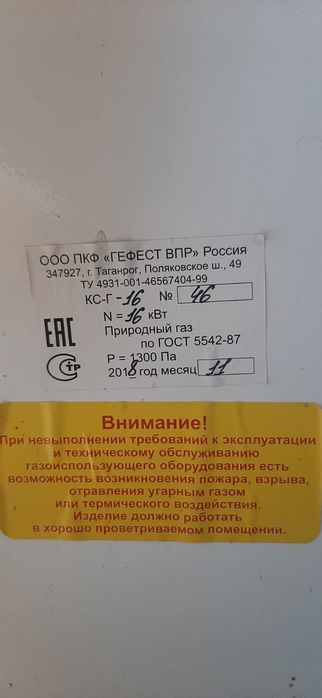 ООО ПКФ «ГЕФЕСТ ВПР» Россия
347927, г. Таганрог, Поляковское ш., 49
ТУ 4931-001-46567404-99
КС-Г -16 № 46
N = 16 кВт
Природный газ
по ГОСТ 5542-87
P = 1300 Па
2018 год месяц 11
ЕАС
СТР
Внимание!
При невыполнении требований к эксплуатации
и техническому обслуживанию
газоиспользующего оборудования есть
возможность возникновения пожара, взрыва,
отравления угарным газом
или термического воздействия.
Изделие должно работать
в хорошо проветриваемом помещении.